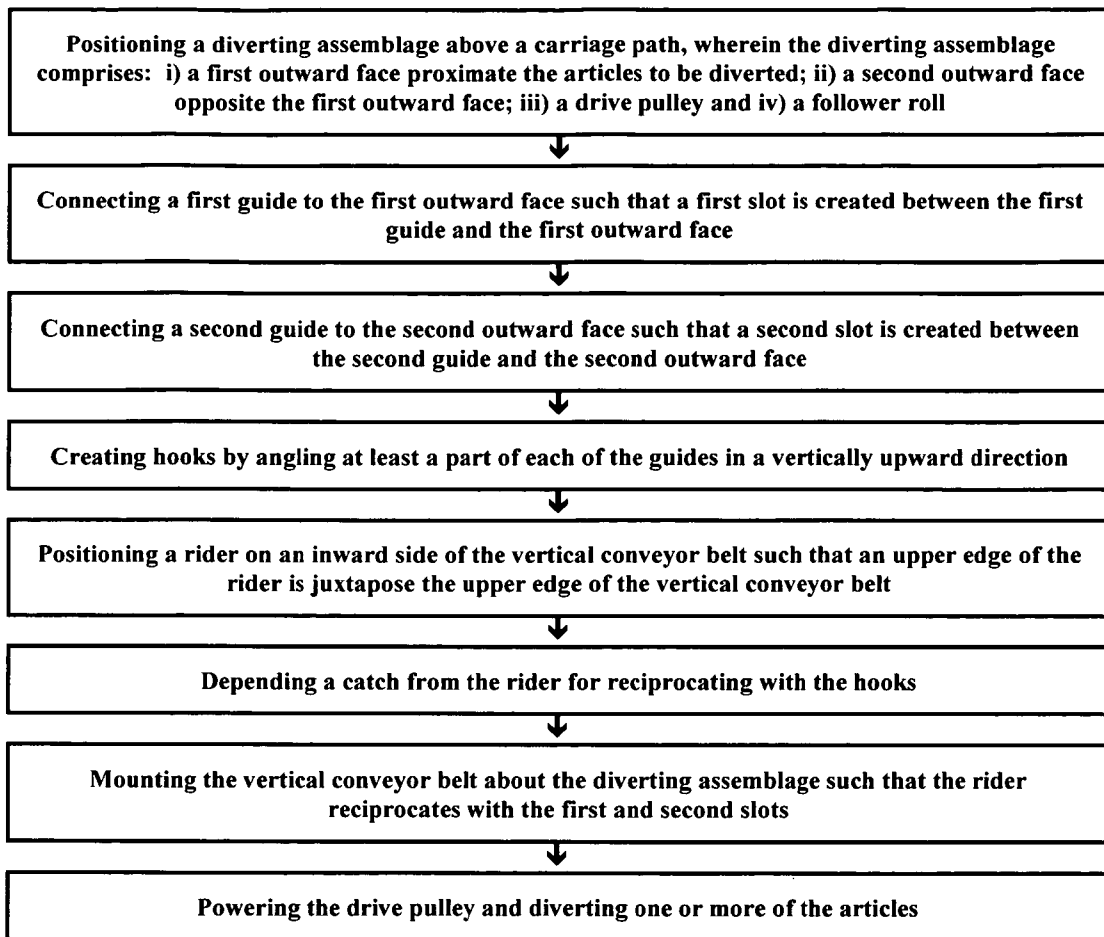 Positioning a diverting assemblage above a carriage path, wherein the diverting assemblage
comprises: i) a first outward face proximate the articles to be diverted; ii) a second outward face
opposite the first outward face; iii) a drive pulley and iv) a follower roll
Connecting a first guide to the first outward face such that a first slot is created between the first
guide and the first outward face
Connecting a second guide to the second outward face such that a second slot is created between
the second guide and the second outward face
Creating hooks by angling at least a part of each of the guides in a vertically upward direction
Positioning a rider on an inward side of the vertical conveyor belt such that an upper edge of the
rider is juxtapose the upper edge of the vertical conveyor belt
Depending a catch from the rider for reciprocating with the hooks
Mounting the vertical conveyor belt about the diverting assemblage such that the rider
reciprocates with the first and second slots
Powering the drive pulley and diverting one or more of the articles